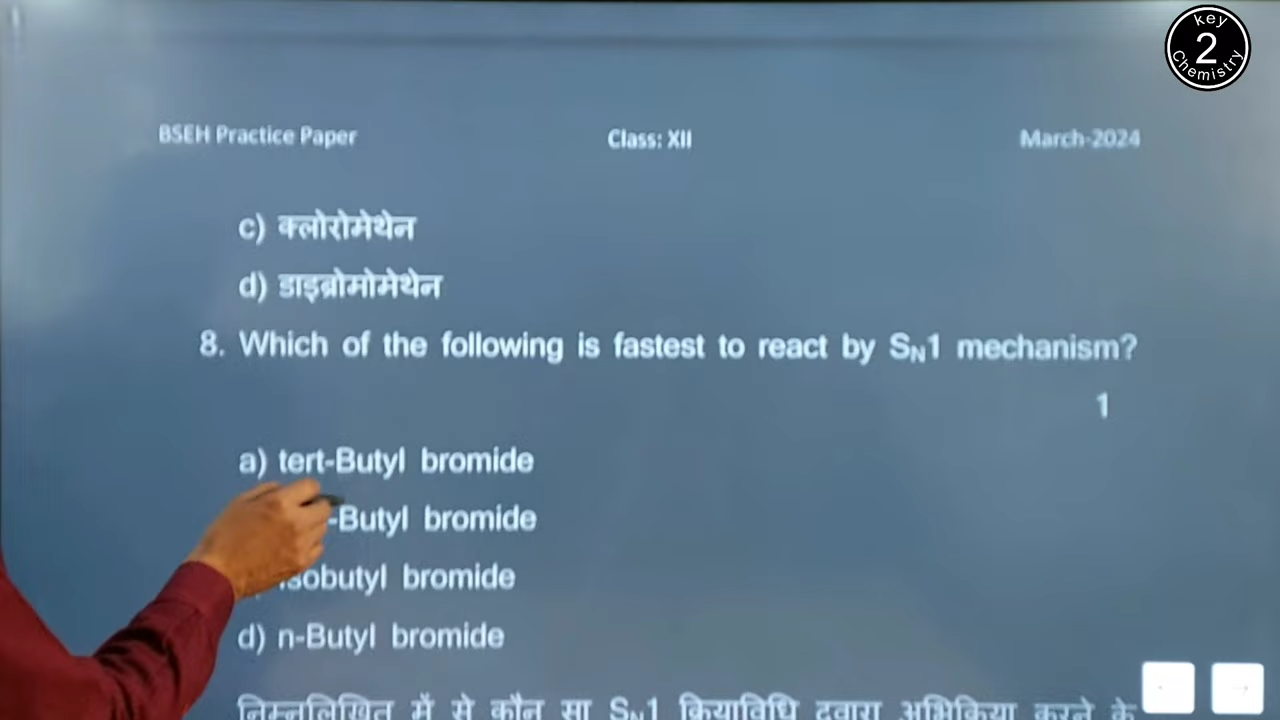 key
2
Chemistry
BSEH Practice Paper Class: XII March-2024
c) क्लोरोमेथेन
d) डाइब्रोमोमेथेन
8. Which of the following is fastest to react by SN1 mechanism?
1
a) tert-Butyl bromide
-Butyl bromide
isobutyl bromide
d) n-Butyl bromide
निम्नलिखित में से कौन सा SN1 क्रियाविधि द्वारा अभिक्रिया करने के